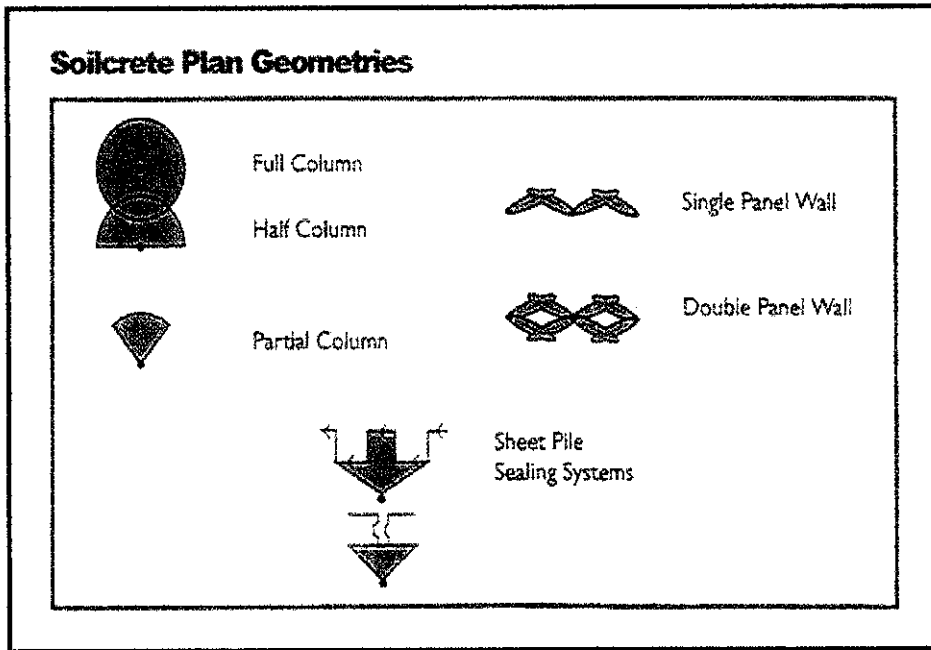 Soilcrete Plan Geometries
Full Column
Half Column
Partial Column
Single Panel Wall
Double Panel Wall
Sheet Pile
Sealing Systems